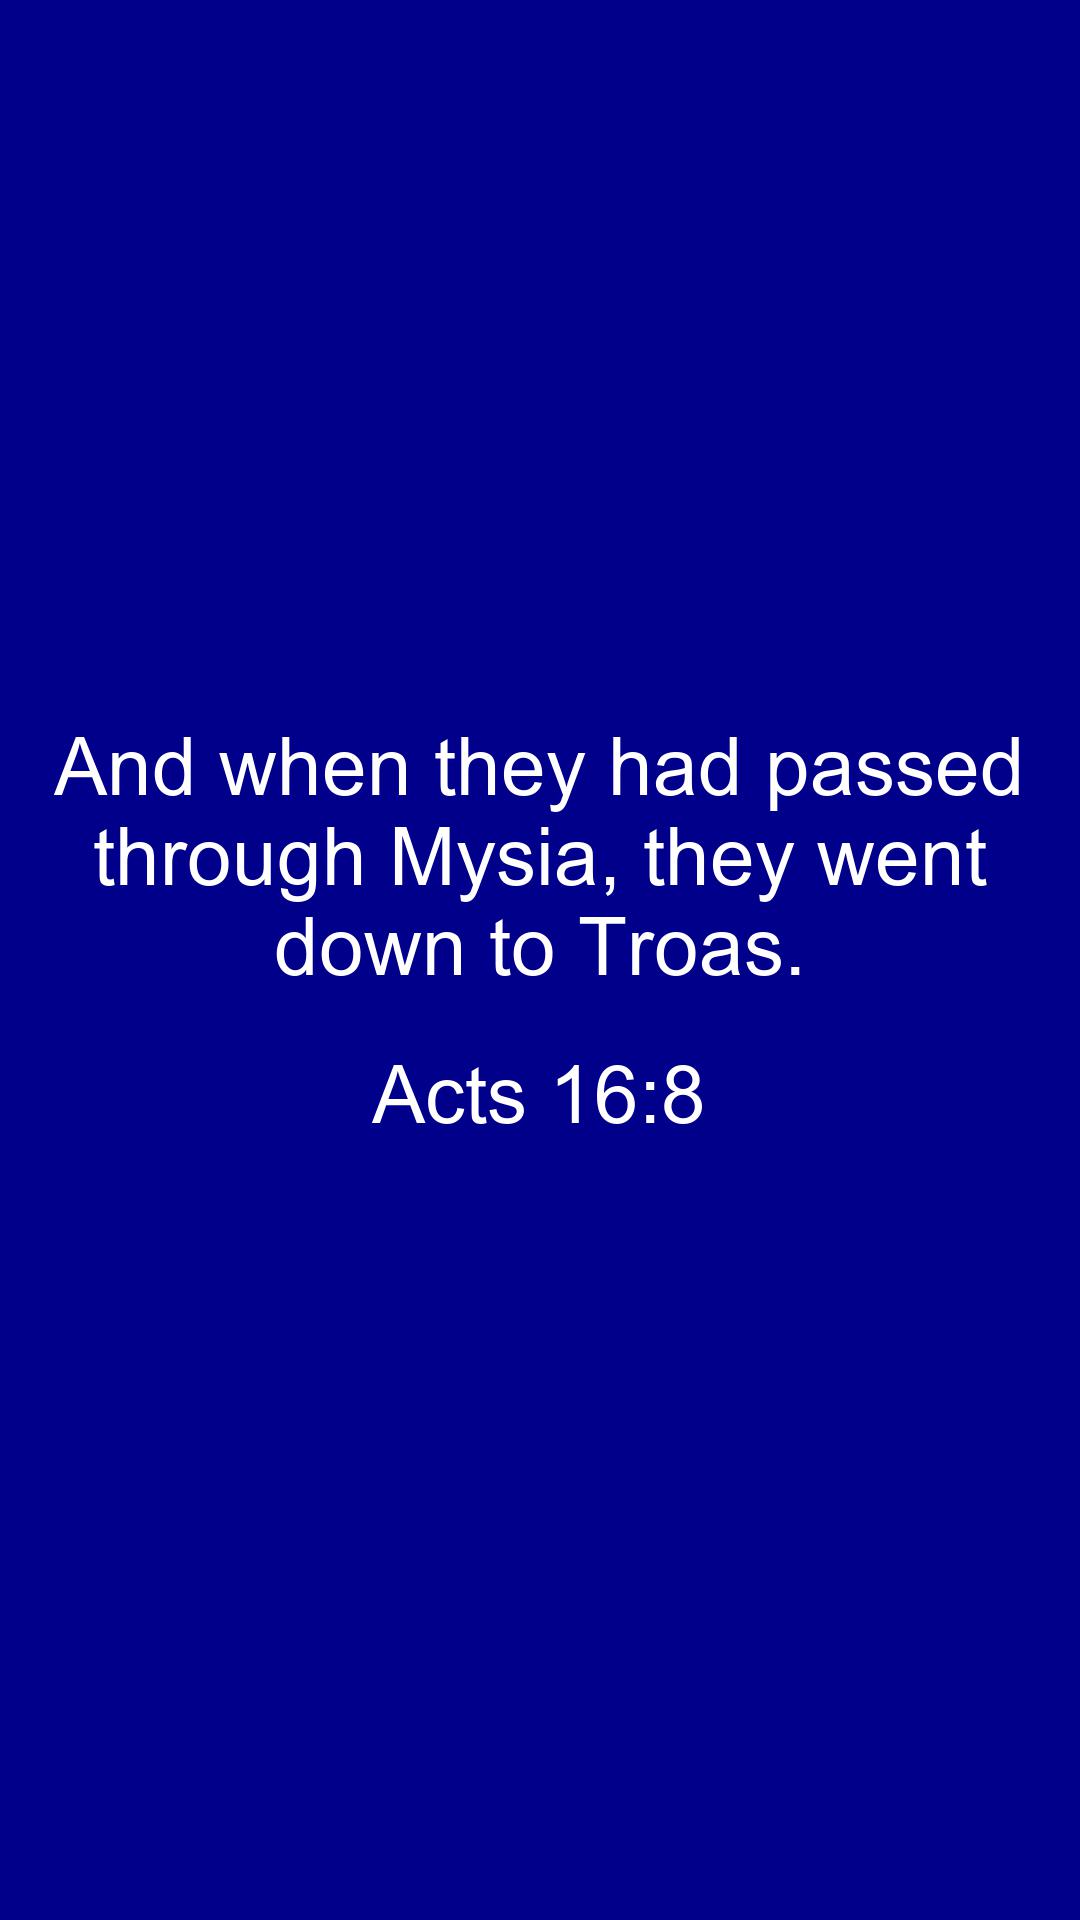 And when they had passed
through Mysia, they went
down to Troas.
Acts 16:8